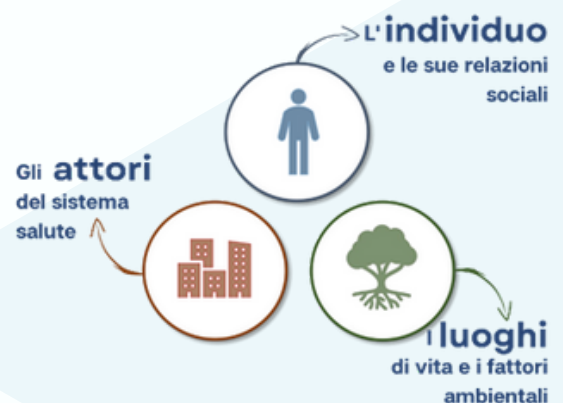 L'individuo
e le sue relazioni
sociali
Gli attori
del sistema
salute
I luoghi
di vita e i fattori
ambientali